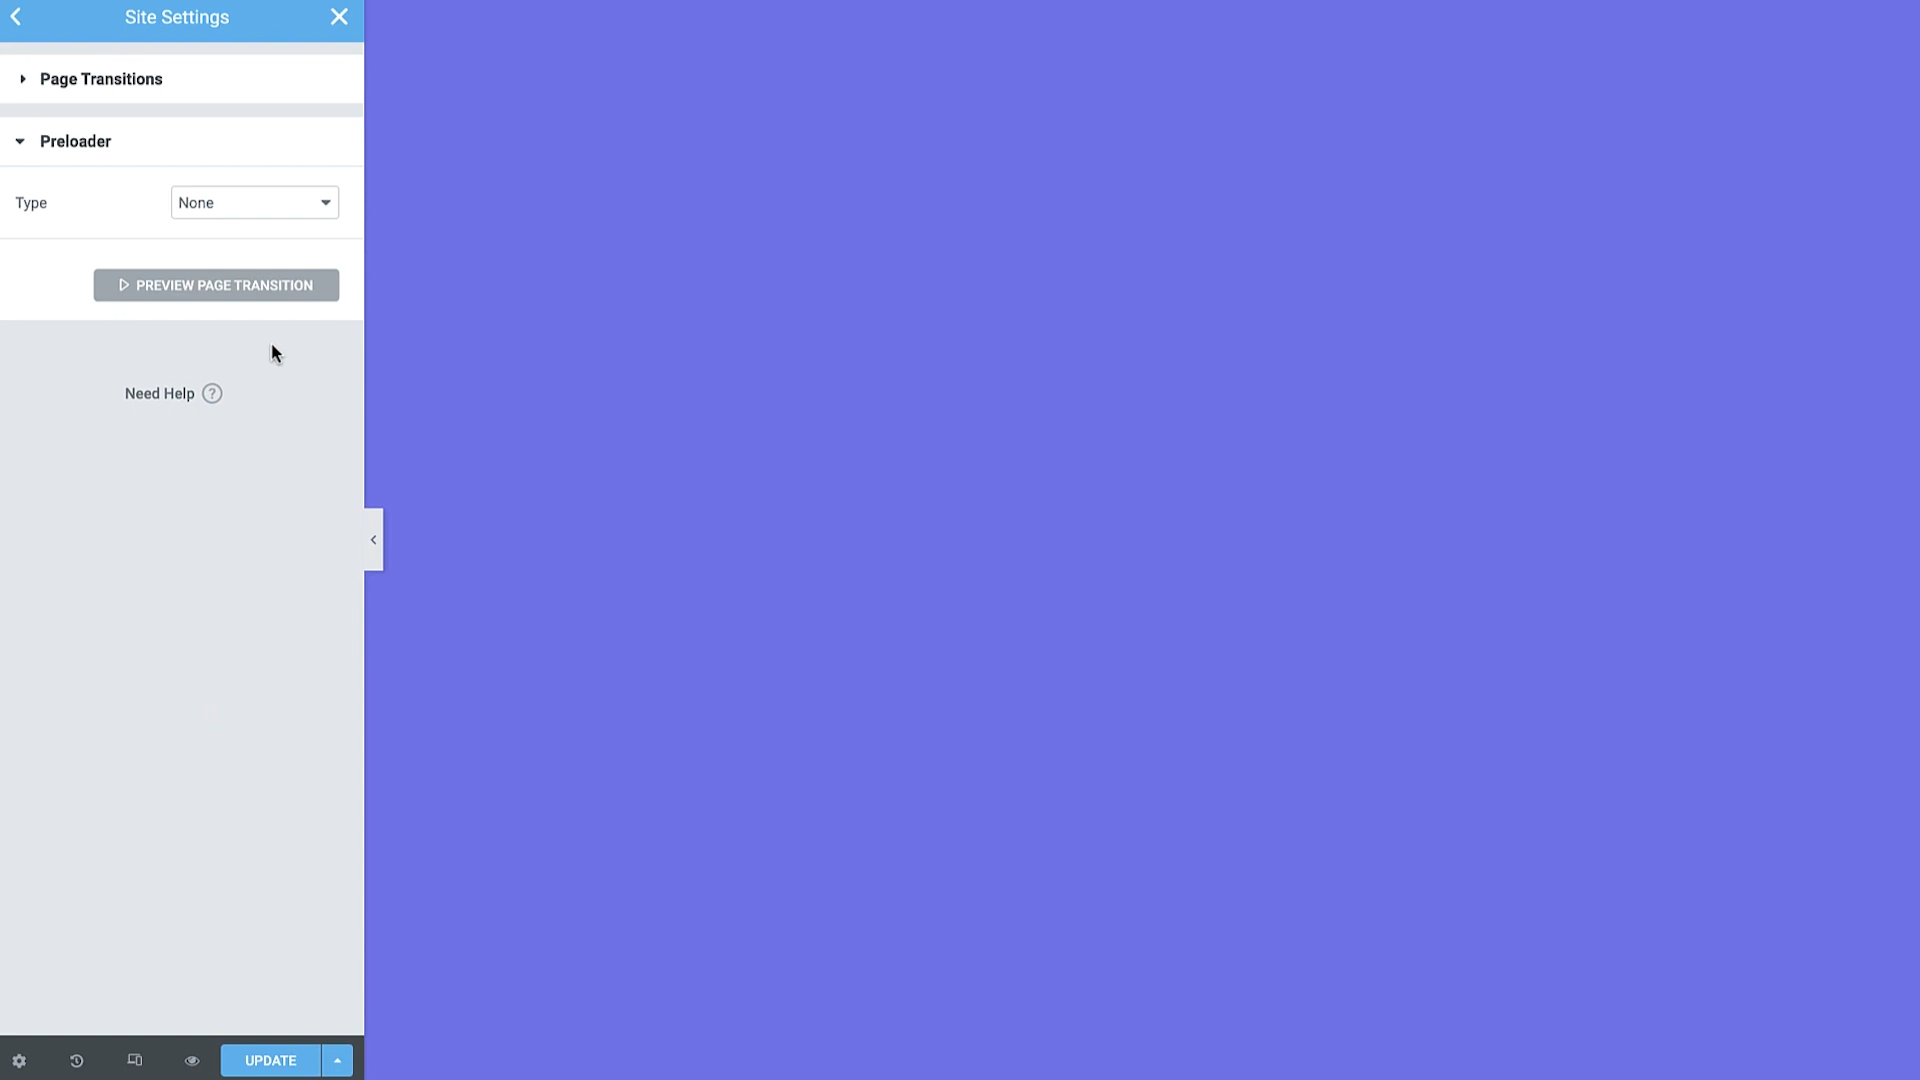 Site Settings
Page Transitions
Preloader
Type None
PREVIEW PAGE TRANSITION
Need Help ?
UPDATE